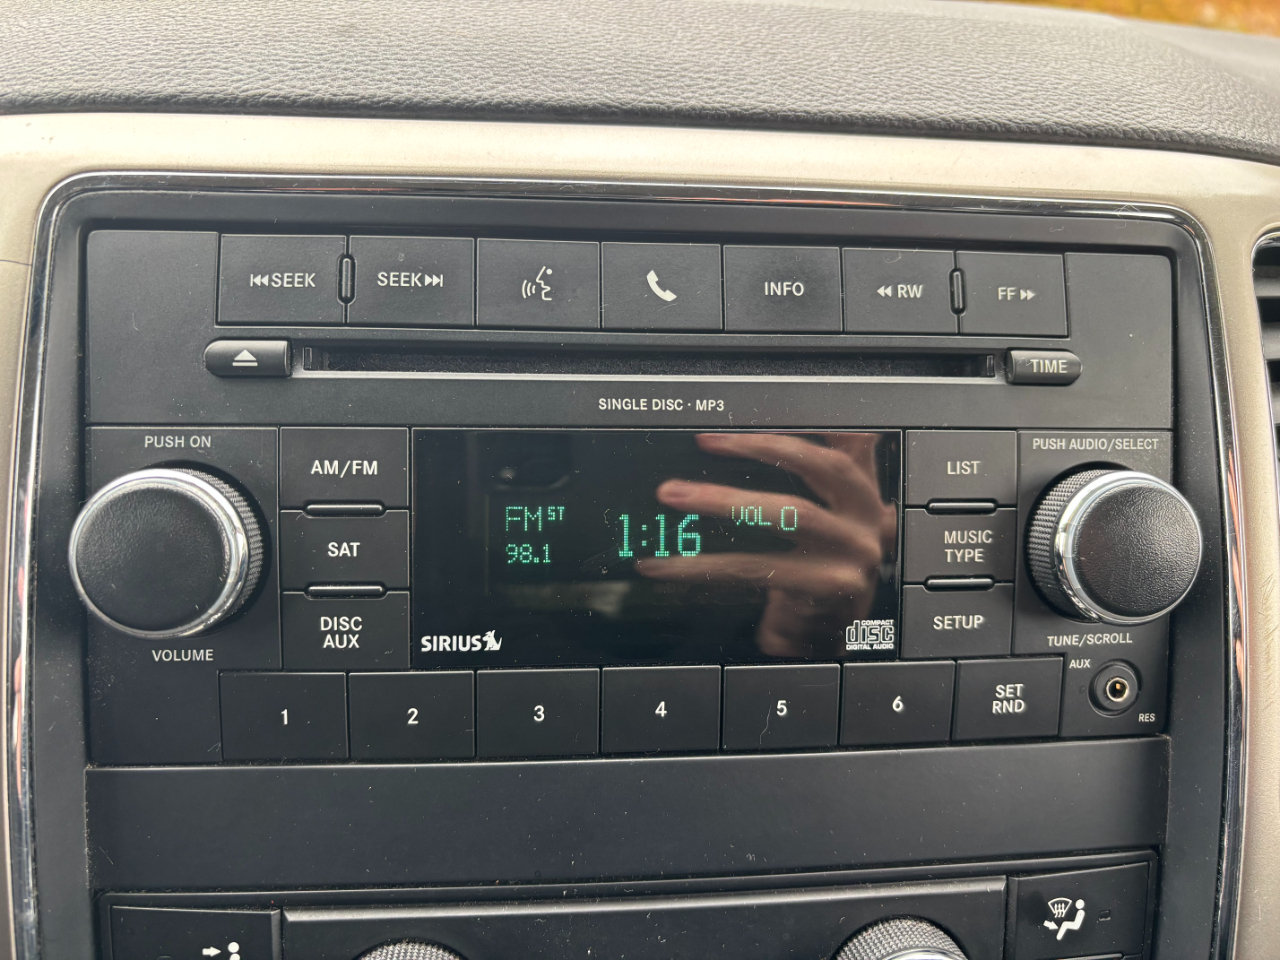 SEEK SEEK INFO RW FF
TIME
SINGLE DISC · MP3
PUSH ON
AM/FM
SAT
DISC
AUX
VOLUME
FM ST
98.1
1:16
VOL 0
SIRIUS
COMPACT
disc
DIGITAL AUDIO
LIST
MUSIC
TYPE
SETUP
PUSH AUDIO/SELECT
TUNE/SCROLL
AUX
RES
1 2 3 4 5 6 SET
RND